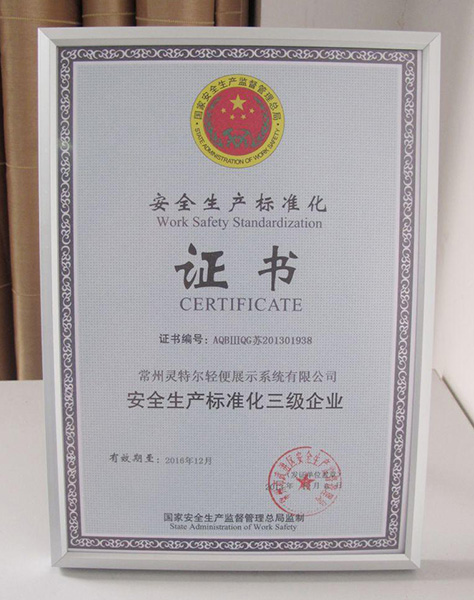 国家安全生产监督管理总局
STATE ADMINISTRATION OF WORK SAFETY
安全生产标准化
Work Safety Standardization
证书
CERTIFICATE
证书编号：AQBⅢQG苏201301938
常州灵特尔轻便展示系统有限公司
安全生产标准化三级企业
有效期至：2016年12月
国家安全生产监督管理总局监制
State Administration of Work Safety